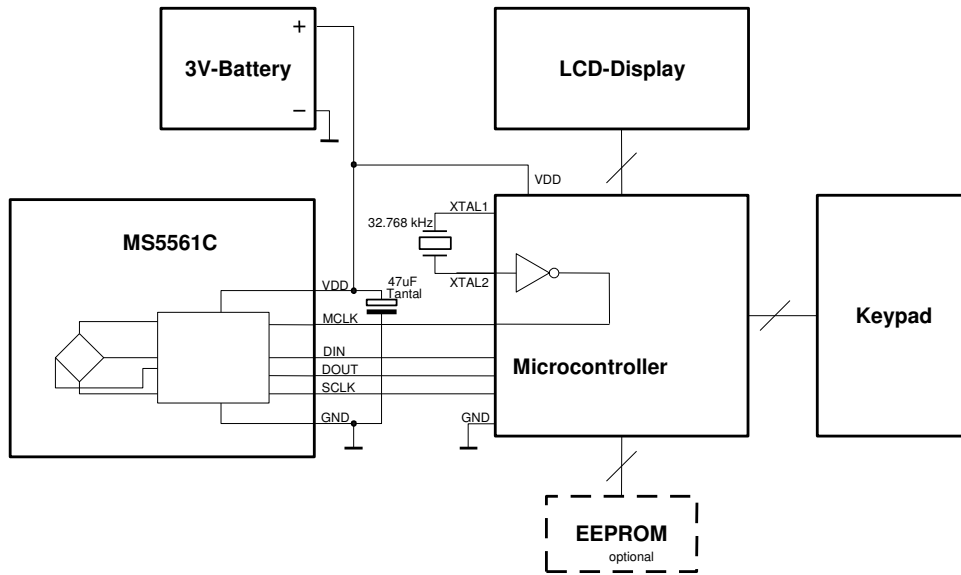 +
3V-Battery
−
LCD-Display
VDD
XTAL1
32.768 kHz
XTAL2
MS5561C
VDD
47uF
Tantal
MCLK
DIN
DOUT
SCLK
GND
Microcontroller
GND
Keypad
EEPROM
optional